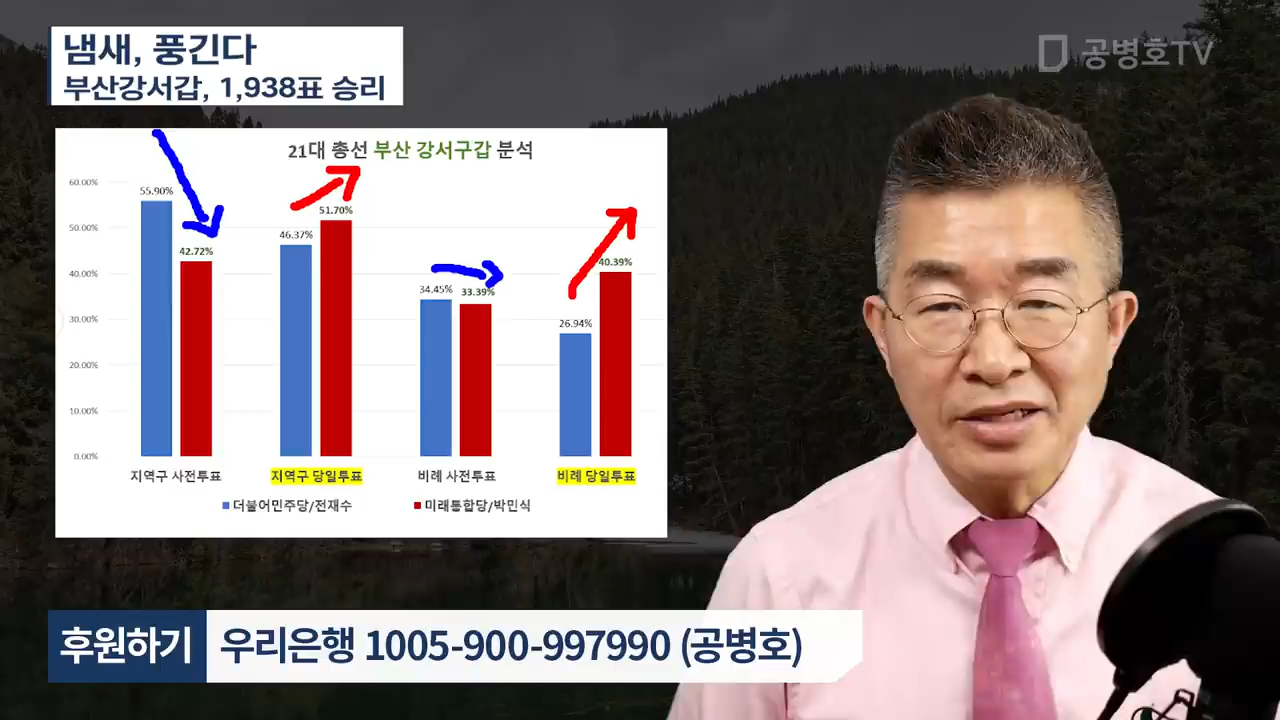 냄새, 풍긴다
부산강서갑, 1,938표 승리
공병호TV
21대 총선 부산 강서구갑 분석
60.00%
50.00%
40.00%
30.00%
20.00%
10.00%
0.00%
55.90%
42.72%
46.37%
51.70%
34.45%
33.39%
26.94%
40.39%
지역구 사전투표
지역구 당일투표
비례 사전투표
비례 당일투표
더불어민주당/전재수
미래통합당/박민식
후원하기
우리은행 1005-900-997990 (공병호)